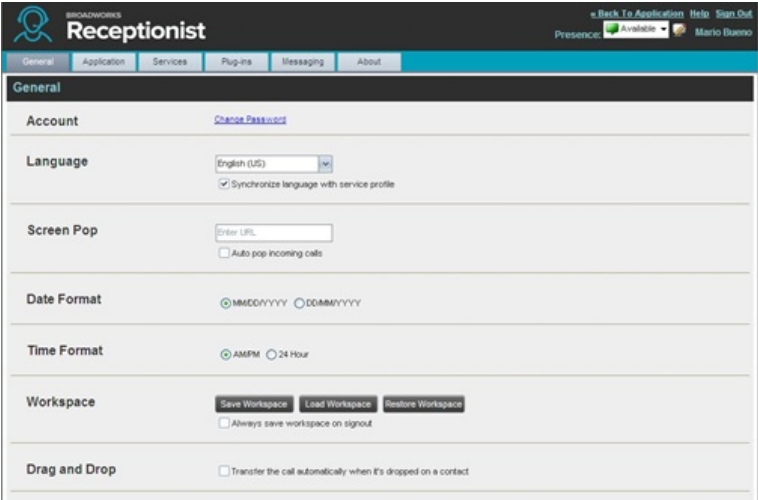 BROADWORKS
Receptionist
« Back To Application Help Sign Out
Presence: Available Mario Bueno
General Application Services Plug-ins Messaging About
General
Account Change Password
Language English (US)
Synchronize language with service profile
Screen Pop Enter URL
Auto pop incoming calls
Date Format MM/DD/YYYY DD/MM/YYYY
Time Format AM/PM 24 Hour
Workspace Save Workspace Load Workspace Restore Workspace
Always save workspace on signout
Drag and Drop Transfer the call automatically when it's dropped on a contact